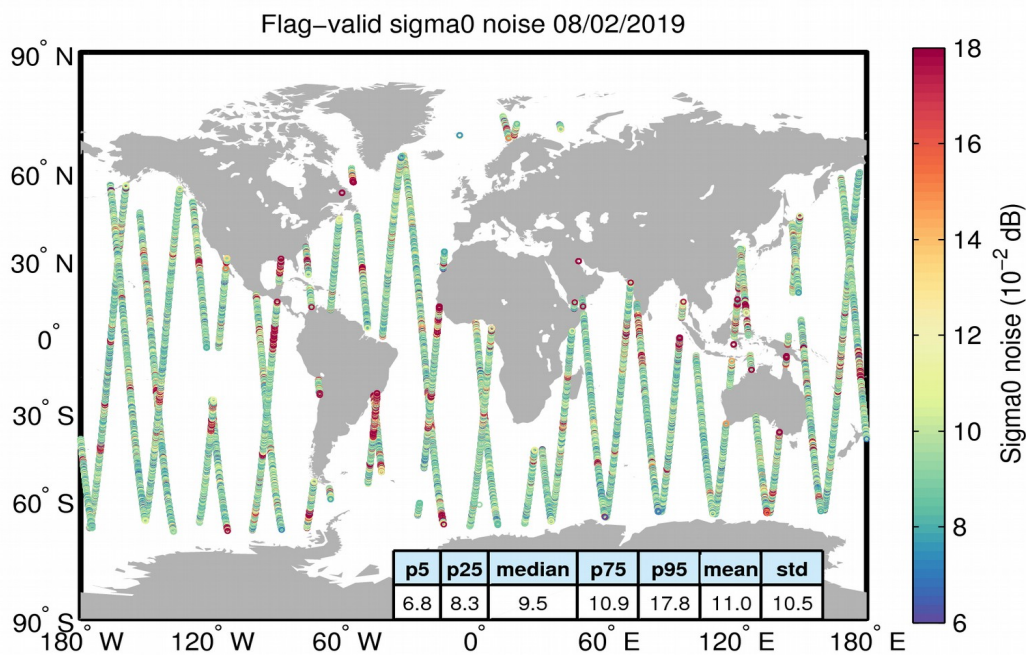 Flag−valid sigma0 noise 08/02/2019
90° N
60° N
30° N
0°
30° S
60° S
90° S
180° W
120° W
60° W
0°
60° E
120° E
180° E
p5 p25 median p75 p95 mean std
6.8 8.3 9.5 10.9 17.8 11.0 10.5
18
16
14
12
10
8
6
Sigma0 noise (10⁻² dB)